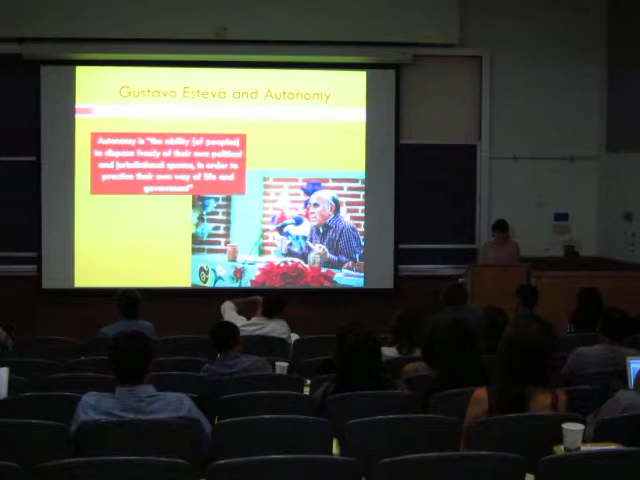 Gustavo Esteva and Autonomy
Autonomy is "the ability [of peoples]
to dispose freely of their own political
and jurisdictional spaces, in order to
practice their own way of life and
government"